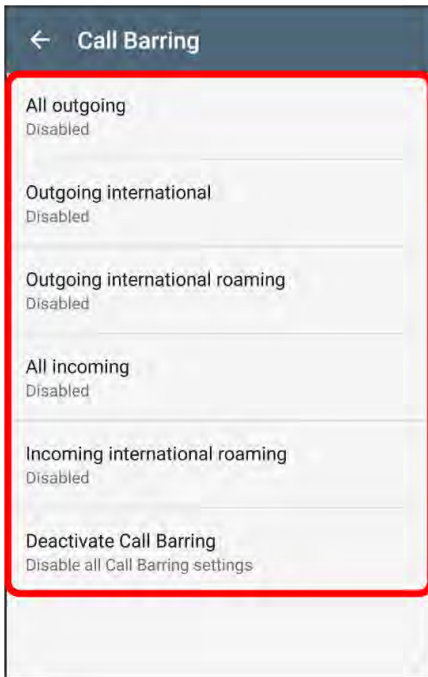 Call Barring
All outgoing
Disabled
Outgoing international
Disabled
Outgoing international roaming
Disabled
All incoming
Disabled
Incoming international roaming
Disabled
Deactivate Call Barring
Disable all Call Barring settings